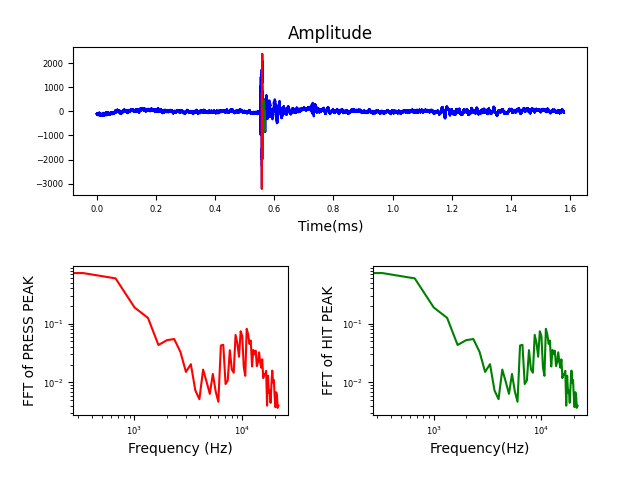 Amplitude
2000
1000
0
−1000
−2000
−3000
0.0 0.2 0.4 0.6 0.8 1.0 1.2 1.4 1.6
Time(ms)
FFT of PRESS PEAK
10⁻¹
10⁻²
10³ 10⁴
Frequency (Hz)
FFT of HIT PEAK
10⁻¹
10⁻²
10³ 10⁴
Frequency(Hz)